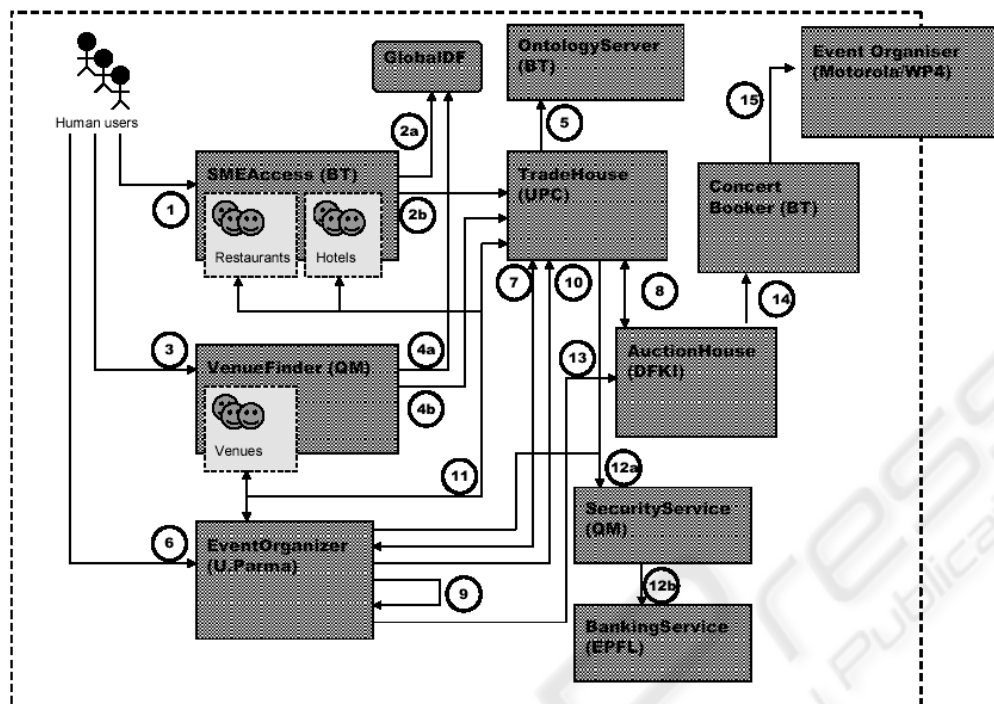 GlobalDF
OntologyServer
(BT)
Event Organiser
(Motorola/WP4)
Human users
2a
5
15
SMEAccess (BT)
TradeHouse
(UPC)
Concert
Booker (BT)
1
2b
Restaurants
Hotels
7
10
8
14
3
4a
VenueFinder (QM)
13
AuctionHouse
(DFKI)
4b
Venues
11
12a
SecurityService
(QM)
6
EventOrganizer
(U.Parma)
9
12b
BankingService
(EPFL)